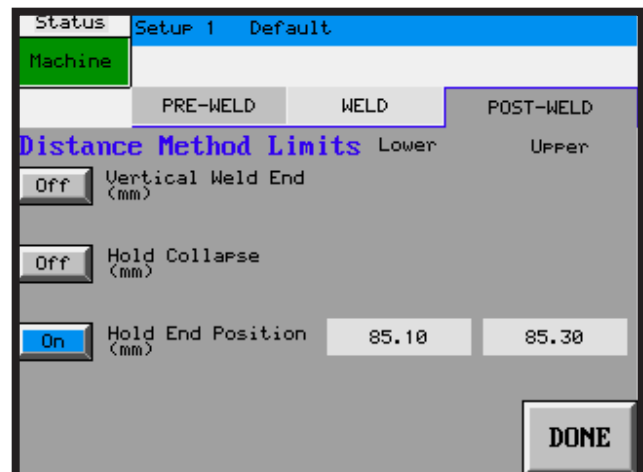 Status
Setup 1 Default
Machine
PRE-WELD WELD POST-WELD
Distance Method Limits Lower Upper
Off Vertical Weld End
(mm)
Off Hold Collapse
(mm)
On Hold End Position 85.10 85.30
(mm)
DONE